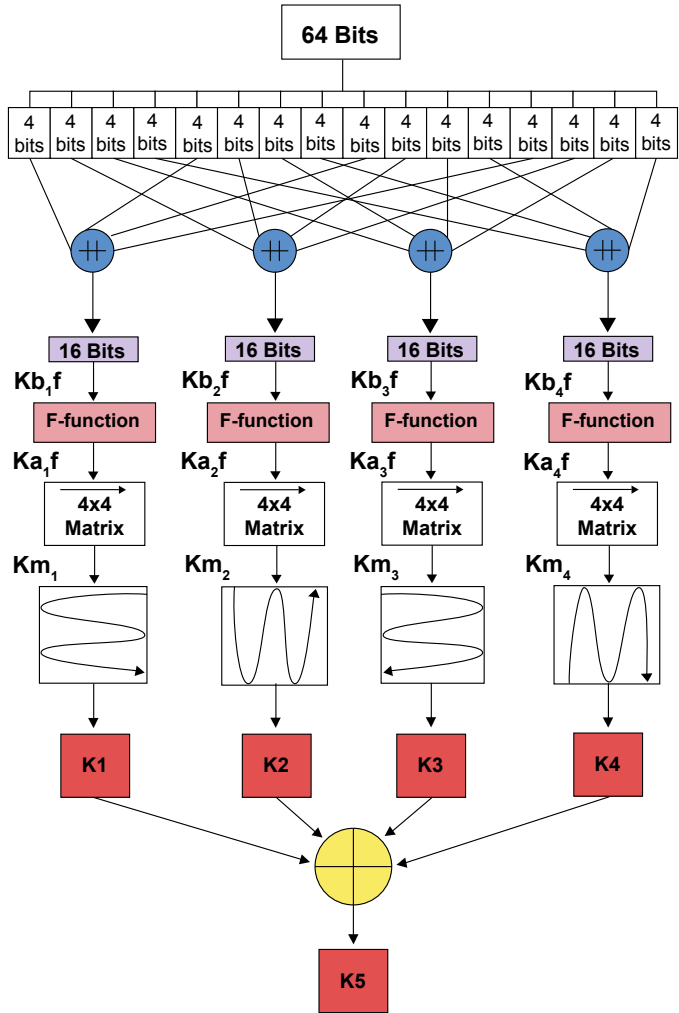 64 Bits
4 4 4 4 4 4 4 4 4 4 4 4 4 4 4 4
bits bits bits bits bits bits bits bits bits bits bits bits bits bits bits bits
16 Bits 16 Bits 16 Bits 16 Bits
Kb₁f Kb₂f Kb₃f Kb₄f
F-function F-function F-function F-function
Ka₁f Ka₂f Ka₃f Ka₄f
4x4 4x4 4x4 4x4
Matrix Matrix Matrix Matrix
Km₁ Km₂ Km₃ Km₄
K1 K2 K3 K4
K5